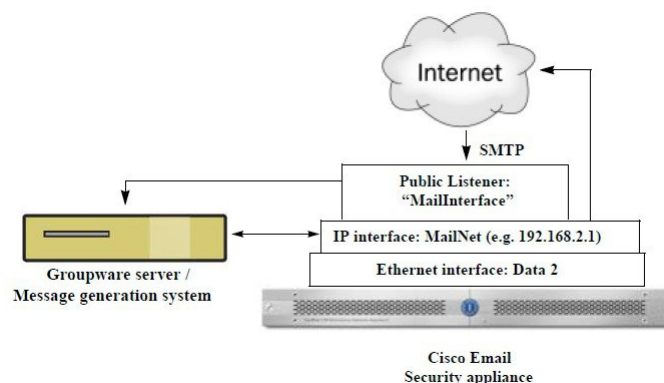 Internet
SMTP
Public Listener:
“MailInterface”
IP interface: MailNet (e.g. 192.168.2.1)
Ethernet interface: Data 2
Groupware server /
Message generation system
Cisco Email
Security appliance